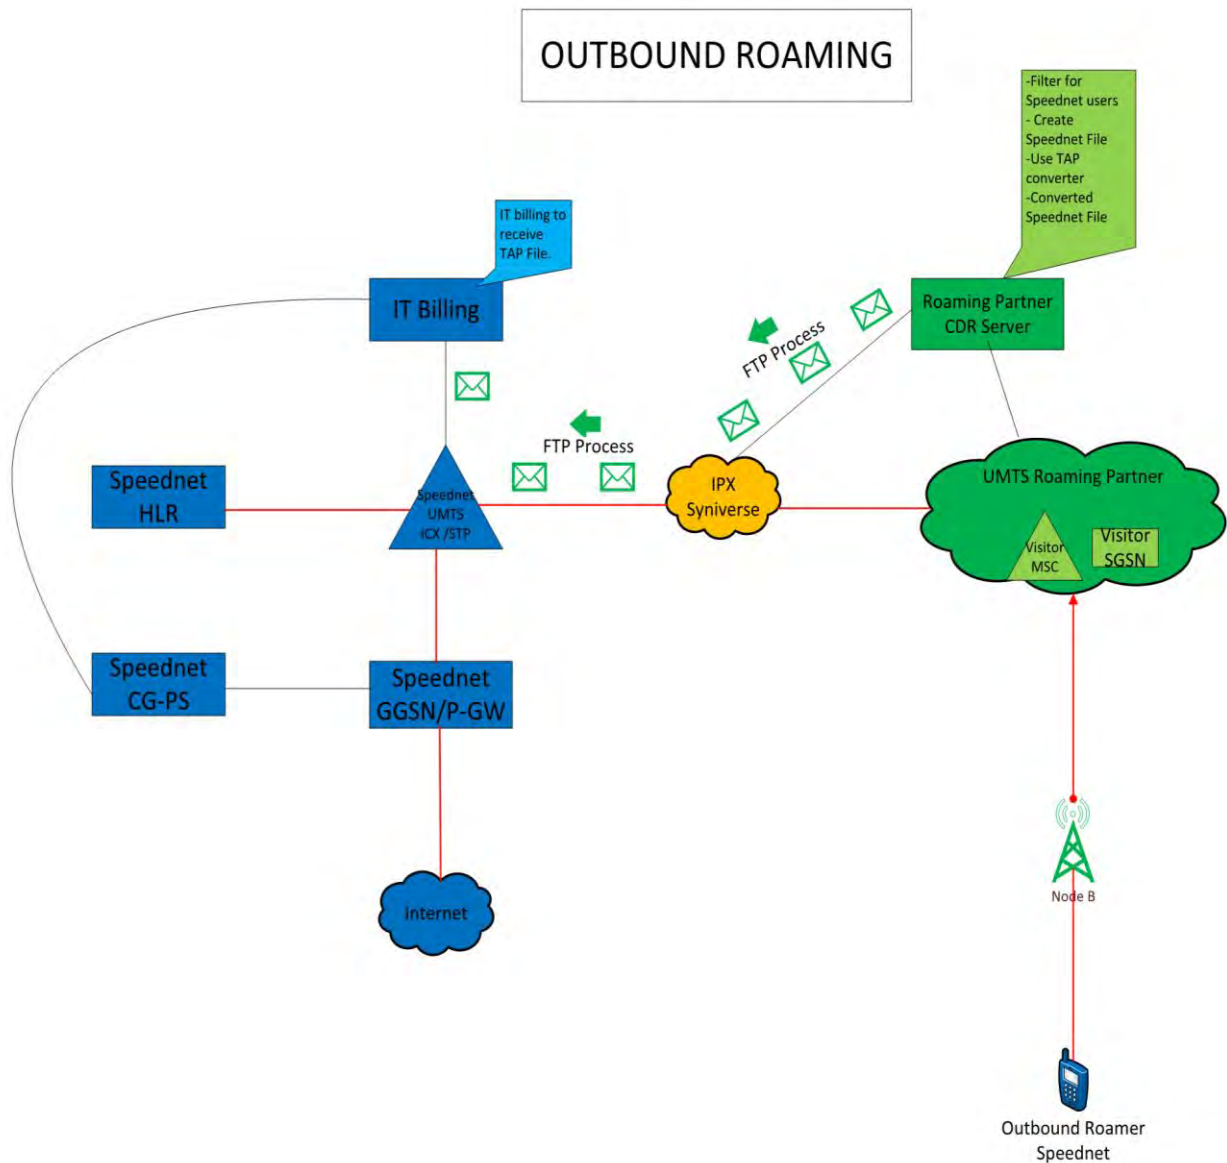 OUTBOUND ROAMING
-Filter for
Speednet users
- Create
Speednet File
-Use TAP
converter
-Converted
Speednet File
IT billing to
receive
TAP File.
IT Billing
Roaming Partner
CDR Server
FTP Process
FTP Process
Speednet
HLR
Speednet
UMTS
iCX /STP
IPX
Syniverse
UMTS Roaming Partner
Visitor
MSC
Visitor
SGSN
Speednet
CG-PS
Speednet
GGSN/P-GW
Internet
Node B
Outbound Roamer
Speednet